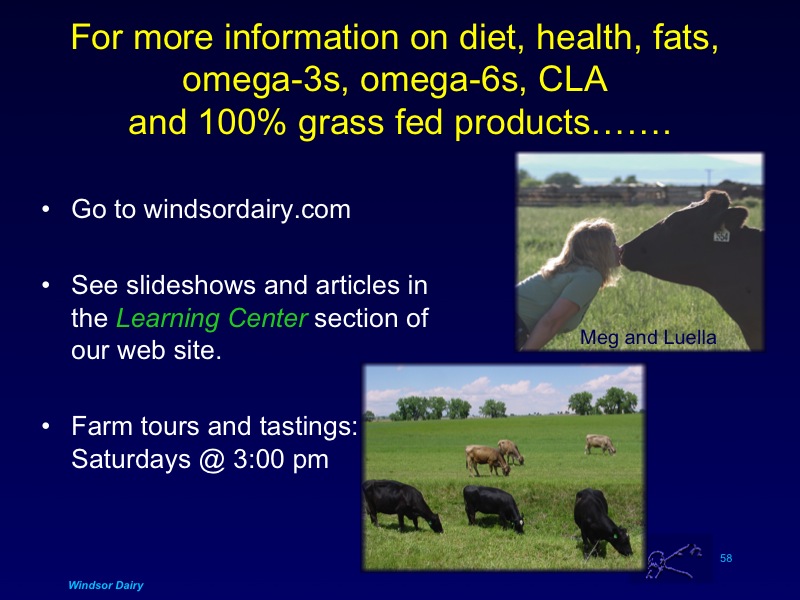 For more information on diet, health, fats,
omega-3s, omega-6s, CLA
and 100% grass fed products…….
• Go to windsordairy.com
• See slideshows and articles in
the Learning Center section of
our web site.
• Farm tours and tastings:
Saturdays @ 3:00 pm
Meg and Luella
58
Windsor Dairy